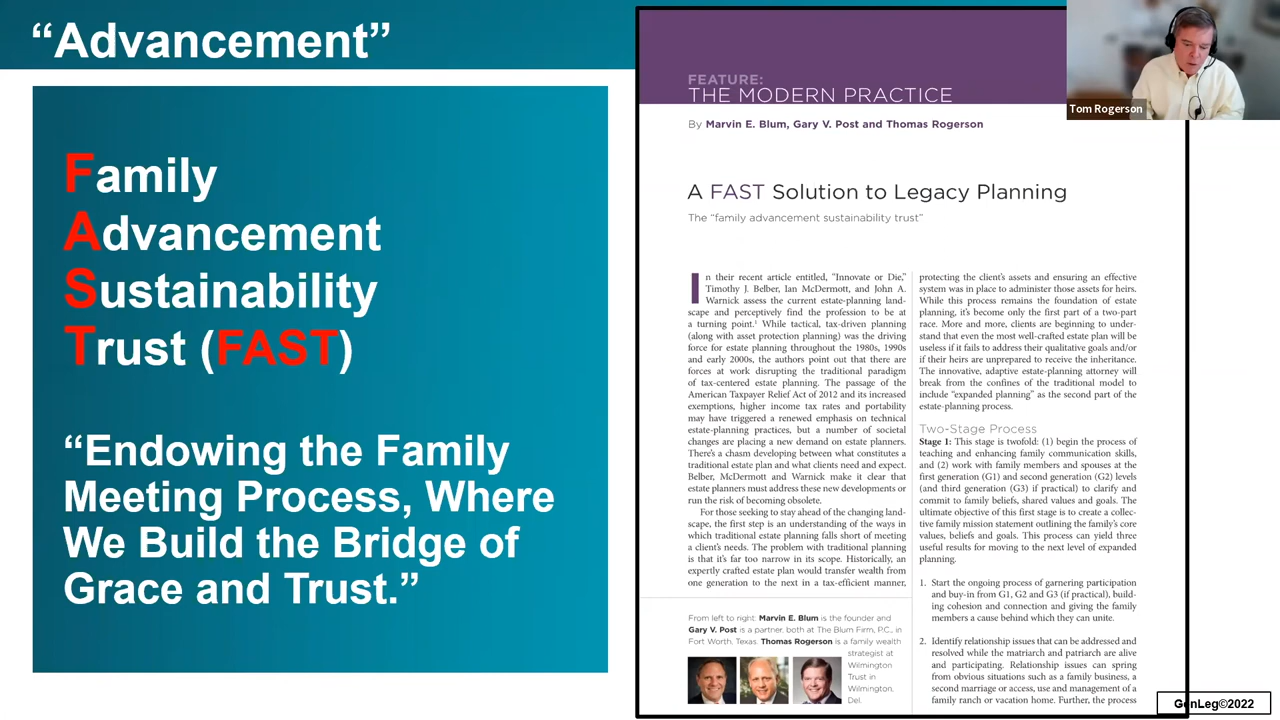 “Advancement”
Family
Advancement
Sustainability
Trust (FAST)
“Endowing the Family
Meeting Process, Where
We Build the Bridge of
Grace and Trust.”
FEATURE:
THE MODERN PRACTICE
By Marvin E. Blum, Gary V. Post and Thomas Rogerson
A FAST Solution to Legacy Planning
The “family advancement sustainability trust”
In their recent article entitled, “Innovate or Die,”
Timothy J. Belber, Ian McDermott, and John A.
Warnick assess the current estate-planning land-
scape and perceptively find the profession to be at
a turning point.¹ While tactical, tax-driven planning
(along with asset protection planning) was the driving
force for estate planning throughout the 1980s, 1990s
and early 2000s, the authors point out that there are
forces at work disrupting the traditional paradigm
of tax-centered estate planning. The passage of the
American Taxpayer Relief Act of 2012 and its increased
exemptions, higher income tax rates and portability
may have triggered a renewed emphasis on technical
estate-planning practices, but a number of societal
changes are placing a new demand on estate planners.
There’s a chasm developing between what constitutes a
traditional estate plan and what clients need and expect.
Belber, McDermott and Warnick make it clear that
estate planners must address these new developments or
run the risk of becoming obsolete.
For those seeking to stay ahead of the changing land-
scape, the first step is an understanding of the ways in
which traditional estate planning falls short of meeting
a client’s needs. The problem with traditional planning
is that it’s far too narrow in its scope. Historically, an
expertly crafted estate plan would transfer wealth from
one generation to the next in a tax-efficient manner,
protecting the client’s assets and ensuring an effective
system was in place to administer those assets for heirs.
While this process remains the foundation of estate
planning, it’s become only the first part of a two-part
race. More and more, clients are beginning to under-
stand that even the most well-crafted estate plan will be
useless if it fails to address their qualitative goals and/or
if their heirs are unprepared to receive the inheritance.
The innovative, adaptive estate-planning attorney will
break from the confines of the traditional model to
include “expanded planning” as the second part of the
estate-planning process.
Two-Stage Process
Stage 1: This stage is twofold: (1) begin the process of
teaching and enhancing family communication skills,
and (2) work with family members and spouses at the
first generation (G1) and second generation (G2) levels
(and third generation (G3) if practical) to clarify and
commit to family beliefs, shared values and goals. The
ultimate objective of this first stage is to create a collec-
tive family mission statement outlining the family’s core
values, beliefs and goals. This process can yield three
useful results for moving to the next level of expanded
planning.
1. Start the ongoing process of garnering participation
and buy-in from G1, G2 and G3 (if practical), build-
ing cohesion and connection and giving the family
members a cause behind which they can unite.
2. Identify relationship issues that can be addressed and
resolved while the matriarch and patriarch are alive
and participating. Relationship issues can spring
from obvious situations such as a family business, a
second marriage or access, use and management of a
family ranch or vacation home. Further, the process
From left to right: Marvin E. Blum is the founder and
Gary V. Post is a partner, both at The Blum Firm, P.C., in
Fort Worth, Texas. Thomas Rogerson is a family wealth
strategist at
Wilmington
Trust in
Wilmington,
Del.
Tom Rogerson
GenLeg©2022